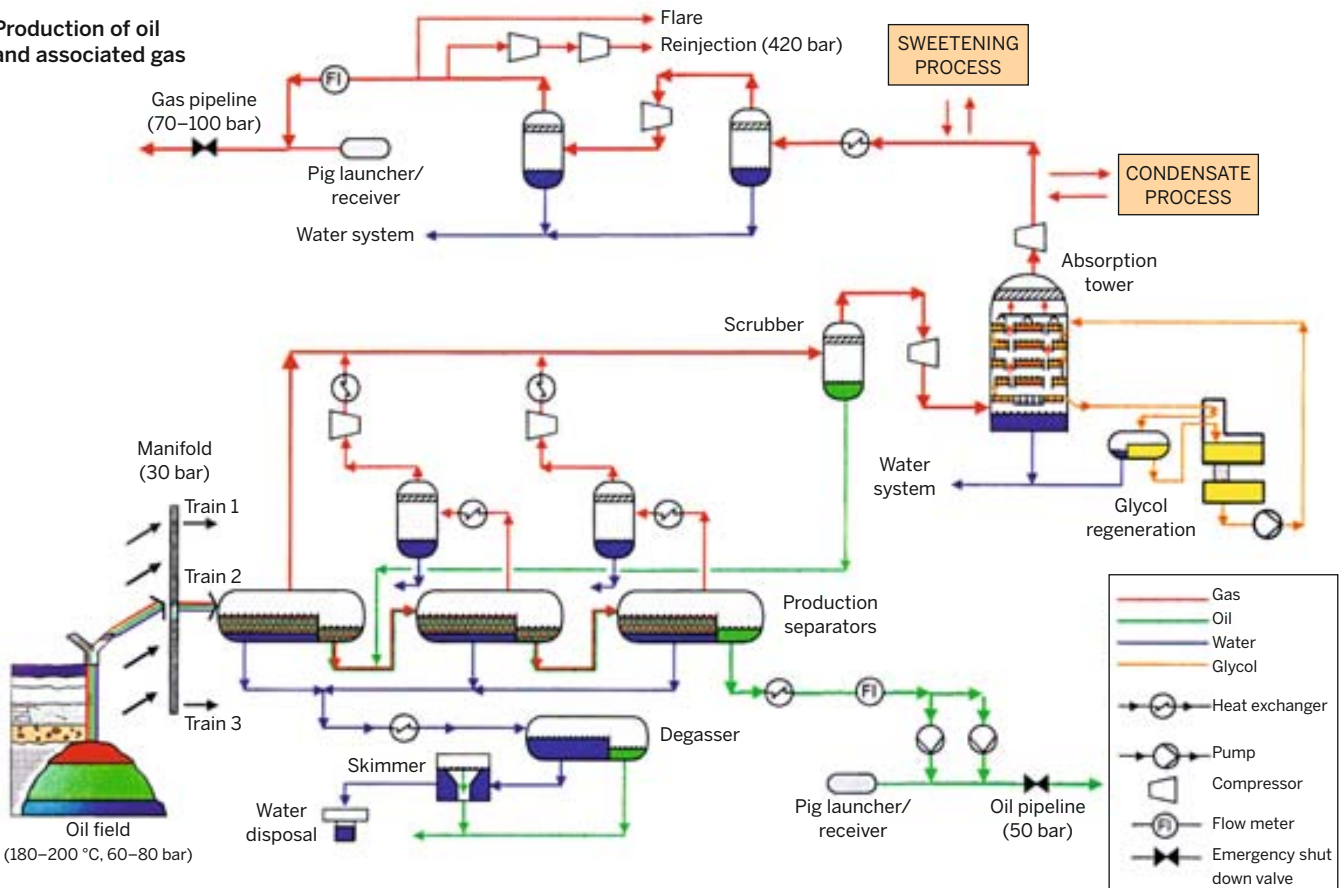 Production of oil
and associated gas
Flare
Reinjection (420 bar)
SWEETENING
PROCESS
FI
Gas pipeline
(70–100 bar)
Pig launcher/
receiver
CONDENSATE
PROCESS
Water system
Absorption
tower
Scrubber
Manifold
(30 bar)
Train 1
Water
system
Glycol
regeneration
Train 2
Production
separators
Gas
Oil
Water
Glycol
Train 3
FI
Heat exchanger
Degasser
Pump
Skimmer
Compressor
Water
disposal
Pig launcher/
receiver
Oil pipeline
(50 bar)
FI
Flow meter
Oil field
(180–200 °C, 60–80 bar)
Emergency shut
down valve